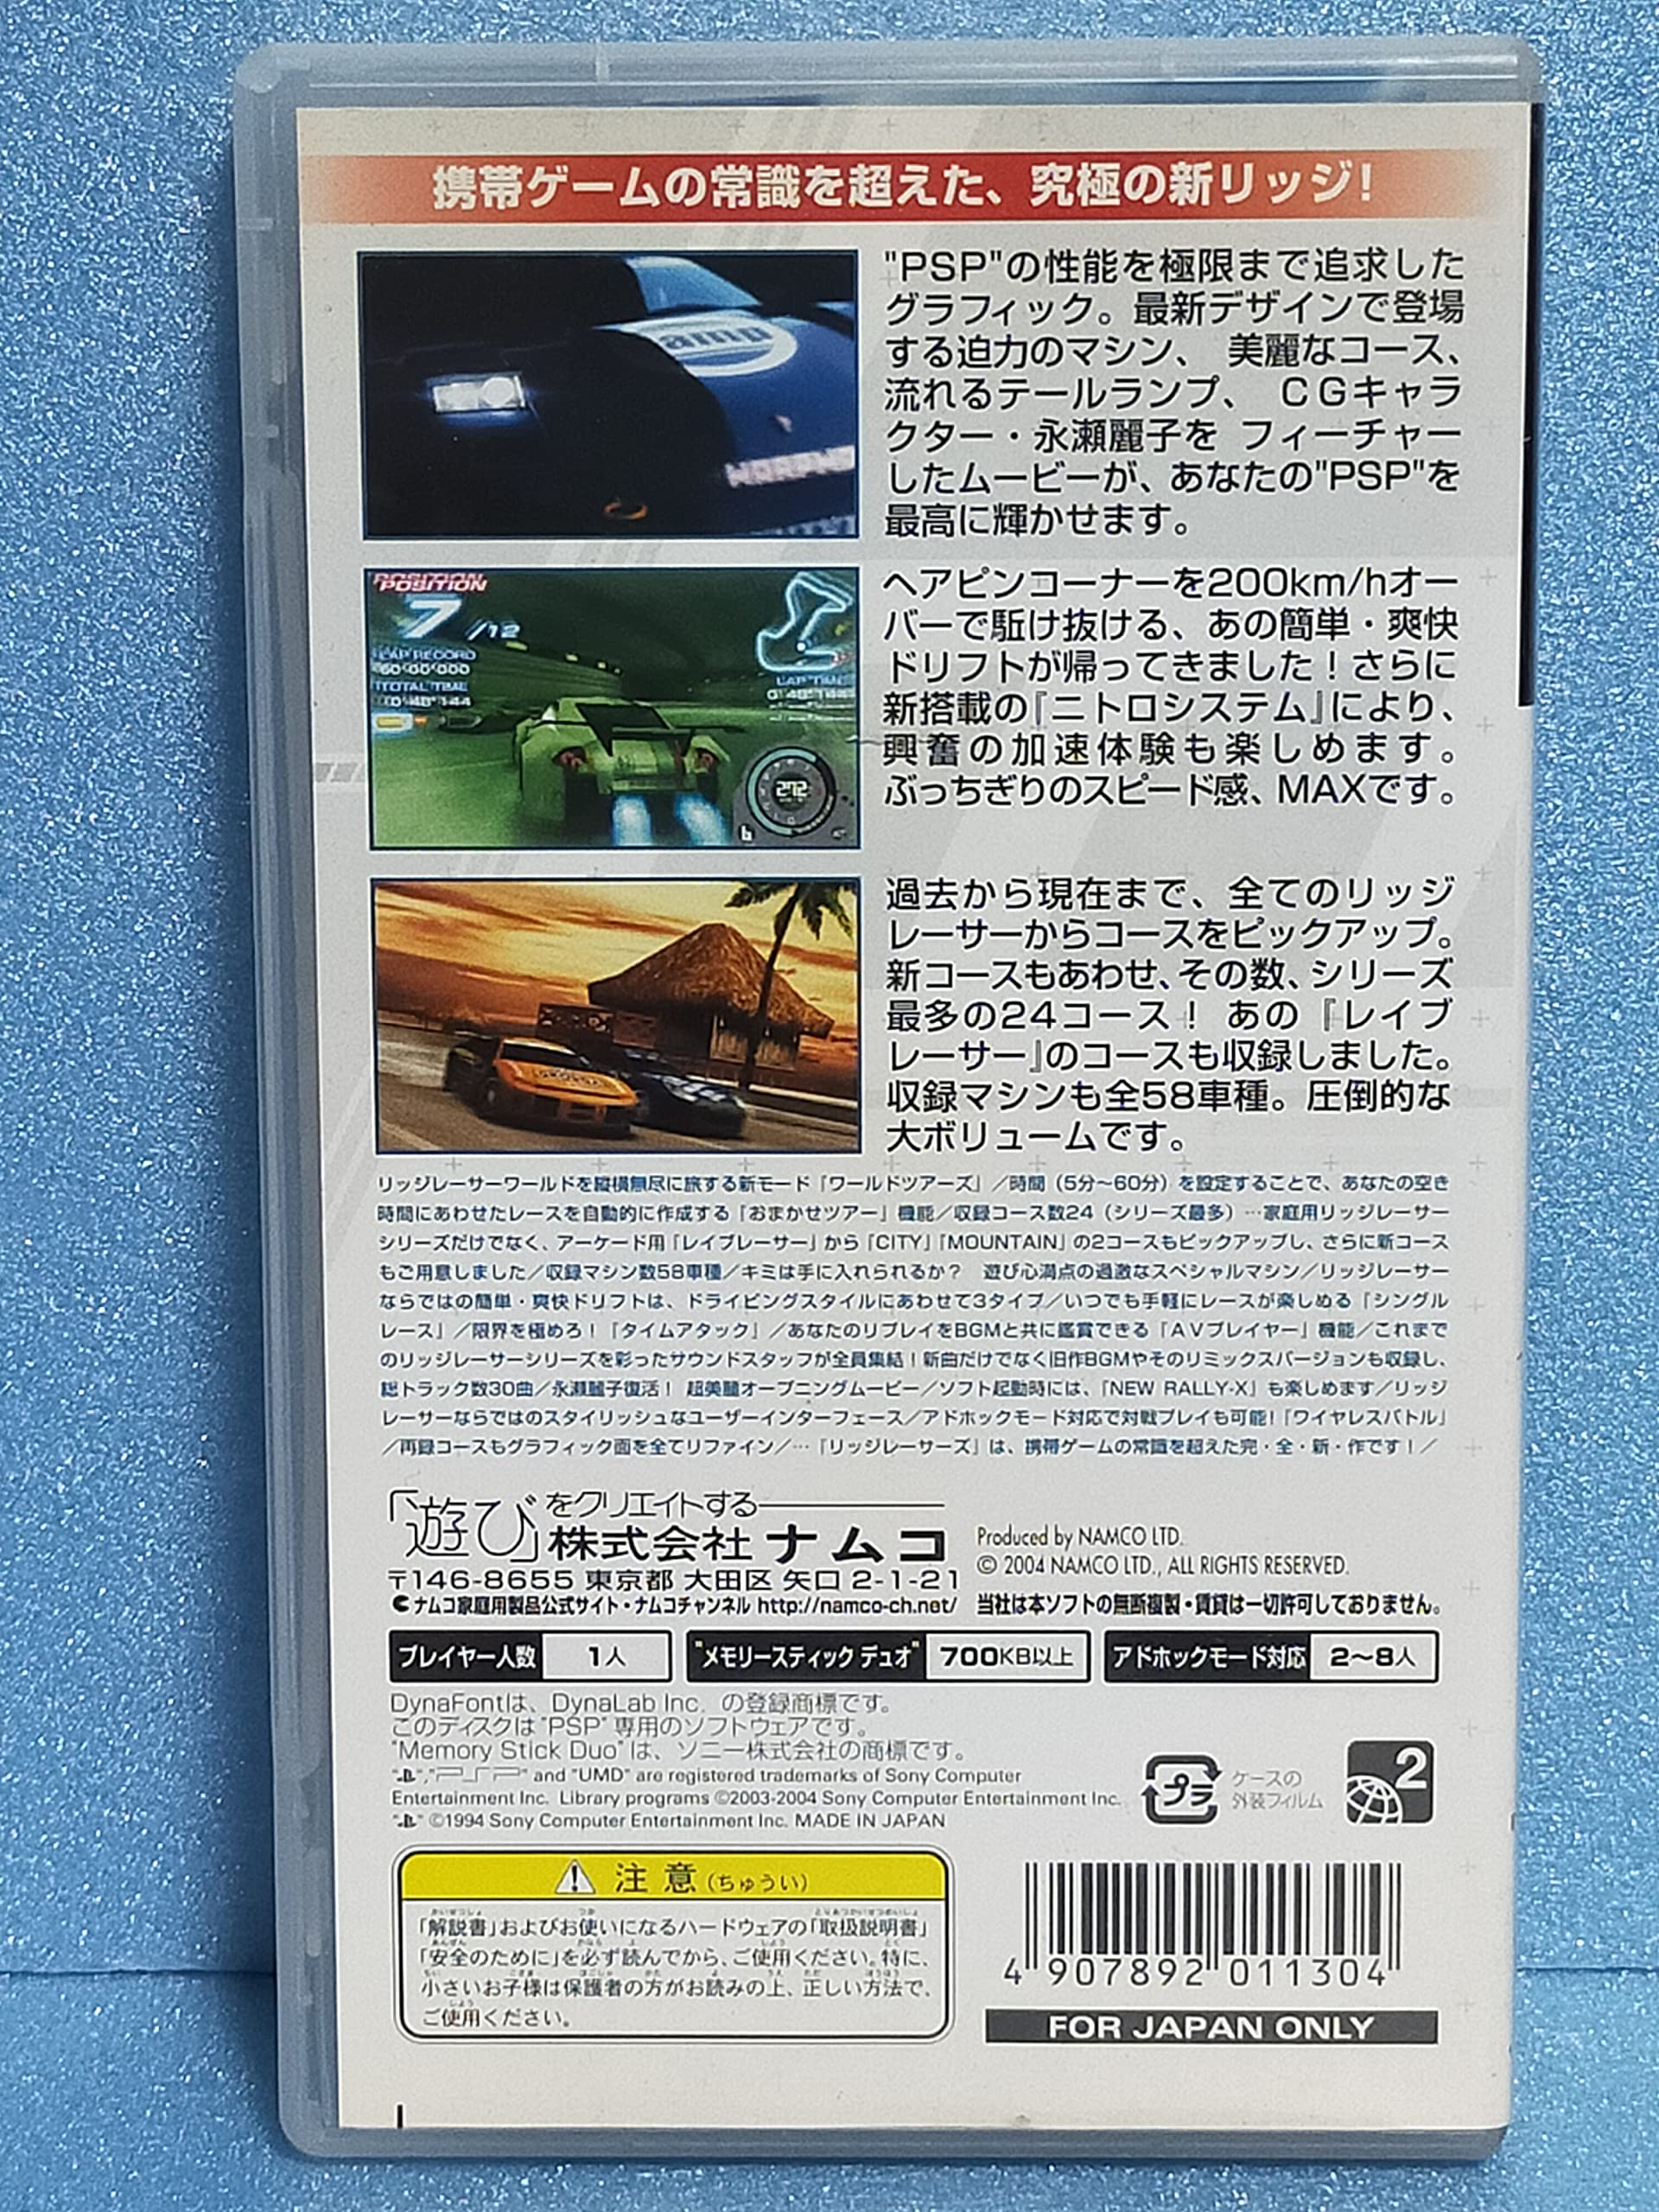 携帯ゲームの常識を超えた、究極の新リッジ！
"PSP"の性能を極限まで追求した
グラフィック。最新デザインで登場
する迫力のマシン、美麗なコース、
流れるテールランプ、ＣＧキャラ
クター・永瀬麗子を フィーチャー
したムービーが、あなたの"PSP"を
最高に輝かせます。
POSITION
7/12
LAP RECORD
60'00"000
TOTAL TIME
0'48"144
LAP TIME
272
ヘアピンコーナーを200km/hオー
バーで駈け抜ける、あの簡単・爽快
ドリフトが帰ってきました！さらに
新搭載の『ニトロシステム』により、
興奮の加速体験も楽しめます。
ぶっちぎりのスピード感、MAXです。
過去から現在まで、全てのリッジ
レーサーからコースをピックアップ。
新コースもあわせ、その数、シリーズ
最多の24コース！ あの『レイブ
レーサー』のコースも収録しました。
収録マシンも全58車種。圧倒的な
大ボリュームです。
リッジレーサーワールドを縦横無尽に旅する新モード『ワールドツアーズ』／時間（5分〜60分）を設定することで、あなたの空き
時間にあわせたレースを自動的に作成する『おまかせツアー』機能／収録コース数24（シリーズ最多）…家庭用リッジレーサー
シリーズだけでなく、アーケード用『レイブレーサー』から『CITY』『MOUNTAIN』の2コースもピックアップし、さらに新コース
もご用意しました／収録マシン数58車種／キミは手に入れられるか？ 遊び心満点の過激なスペシャルマシン／リッジレーサー
ならではの簡単・爽快ドリフトは、ドライビングスタイルにあわせて3タイプ／いつでも手軽にレースが楽しめる『シングル
レース』／限界を極めろ！『タイムアタック』／あなたのリプレイをBGMと共に鑑賞できる『AVプレイヤー』機能／これまで
のリッジレーサーシリーズを彩ったサウンドスタッフが全員集結！新曲だけでなく旧作BGMやそのリミックスバージョンも収録し、
総トラック数30曲／永瀬麗子復活！ 超美麗オープニングムービー／ソフト起動時には、『NEW RALLY-X』も楽しめます／リッジ
レーサーならではのスタイリッシュなユーザーインターフェース／アドホックモード対応で対戦プレイも可能！『ワイヤレスバトル』
／再録コースもグラフィック面を全てリファイン／…『リッジレーサーズ』は、携帯ゲームの常識を超えた完・全・新・作です！／
「遊び」をクリエイトする
株式会社ナムコ
〒146-8655 東京都 大田区 矢口 2-1-21
ナムコ家庭用製品公式サイト・ナムコチャンネル http://namco-ch.net/
Produced by NAMCO LTD.
© 2004 NAMCO LTD., ALL RIGHTS RESERVED.
当社は本ソフトの無断複製・賃貸は一切許可しておりません。
プレイヤー人数 1人 "メモリースティック デュオ" 700KB以上 アドホックモード対応 2〜8人
DynaFontは、DynaLab Inc. の登録商標です。
このディスクは"PSP"専用のソフトウェアです。
"Memory Stick Duo"は、ソニー株式会社の商標です。
"PSP" and "UMD" are registered trademarks of Sony Computer
Entertainment Inc. Library programs ©2003-2004 Sony Computer Entertainment Inc.
©1994 Sony Computer Entertainment Inc. MADE IN JAPAN
プラ
ケースの
外装フィルム
2
注意（ちゅうい）
「解説書」およびお使いになるハードウェアの「取扱説明書」
「安全のために」を必ず読んでから、ご使用ください。特に、
小さいお子様は保護者の方がお読みの上、正しい方法で、
ご使用ください。
4 907892 011304
FOR JAPAN ONLY